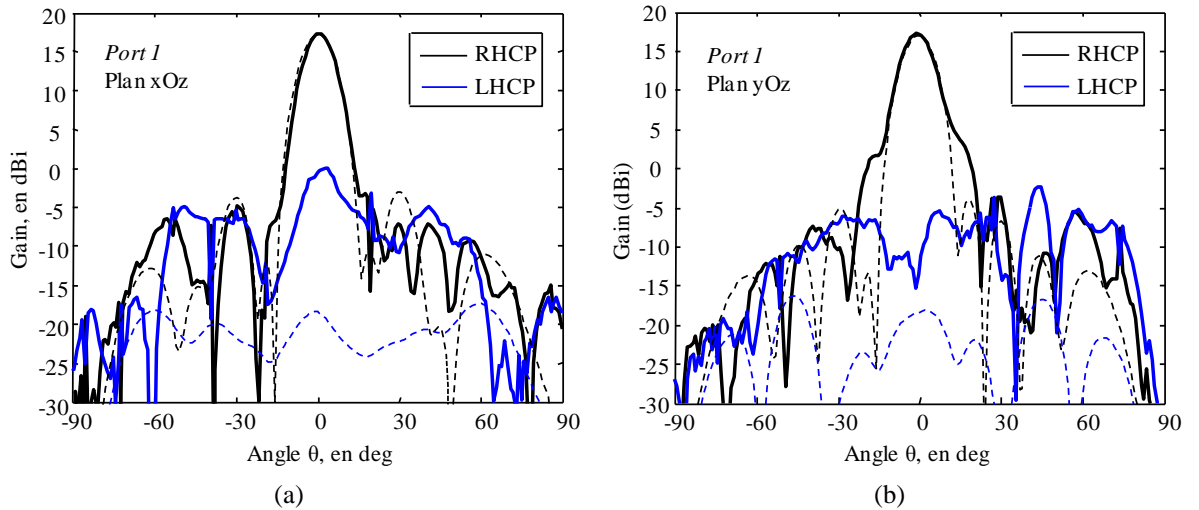 20
15
10
5
0
-5
-10
-15
-20
-25
-30
Gain, en dBi
Port 1
Plan xOz
RHCP
LHCP
-90 -60 -30 0 30 60 90
Angle θ, en deg
(a)
20
15
10
5
0
-5
-10
-15
-20
-25
-30
Gain (dBi)
Port 1
Plan yOz
RHCP
LHCP
-90 -60 -30 0 30 60 90
Angle θ, en deg
(b)